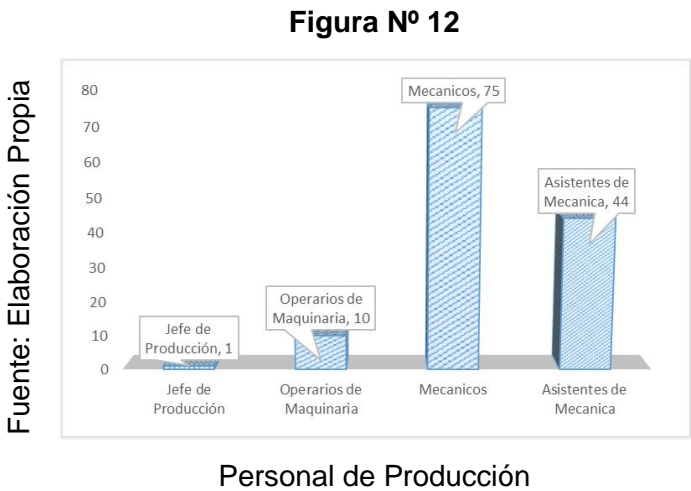 Figura Nº 12
Fuente: Elaboración Propia
80
70
60
50
40
30
20
10
0
Mecanicos, 75
Asistentes de
Mecanica, 44
Operarios de
Maquinaria, 10
Jefe de
Producción, 1
Jefe de
Producción
Operarios de
Maquinaria
Mecanicos
Asistentes de
Mecanica
Personal de Producción